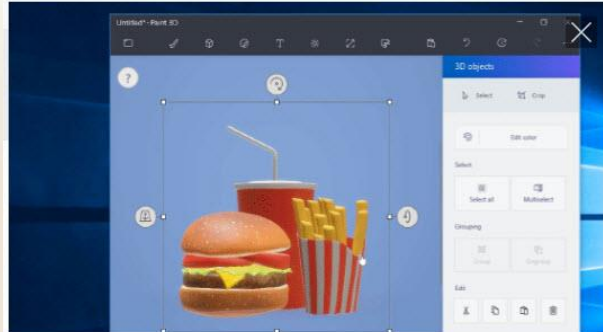 Untitled* - Paint 3D
T
3D objects
?
Select
Crop
Edit color
Select
Select all
Multiselect
Grouping
Group
Ungroup
Edit